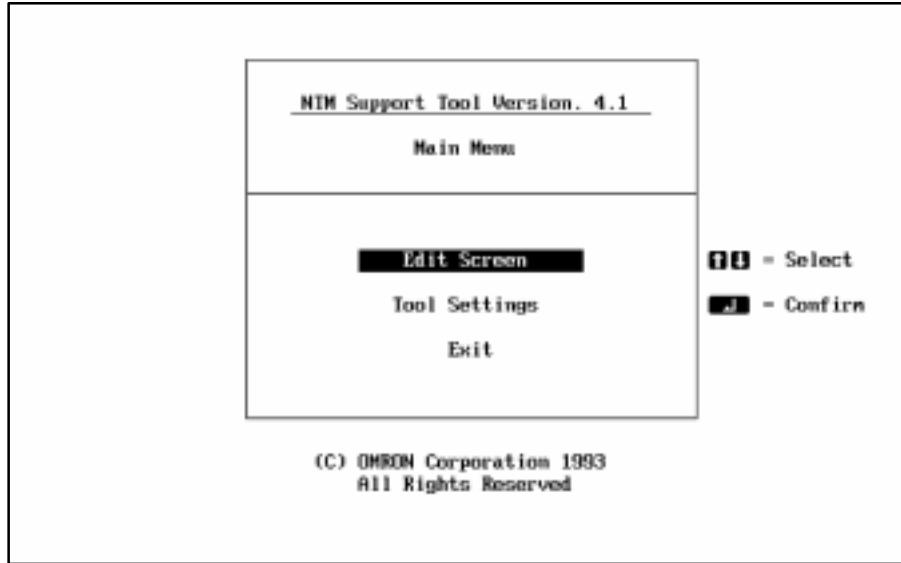 NTM Support Tool Version. 4.1
Main Menu
Edit Screen
↑↓ = Select
Tool Settings
↵ = Confirm
Exit
(C) OMRON Corporation 1993
All Rights Reserved